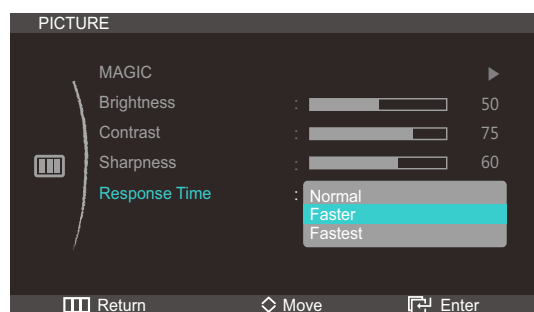 PICTURE
MAGIC
Brightness : 50
Contrast : 75
Sharpness : 60
Response Time : Normal
Faster
Fastest
Return Move Enter